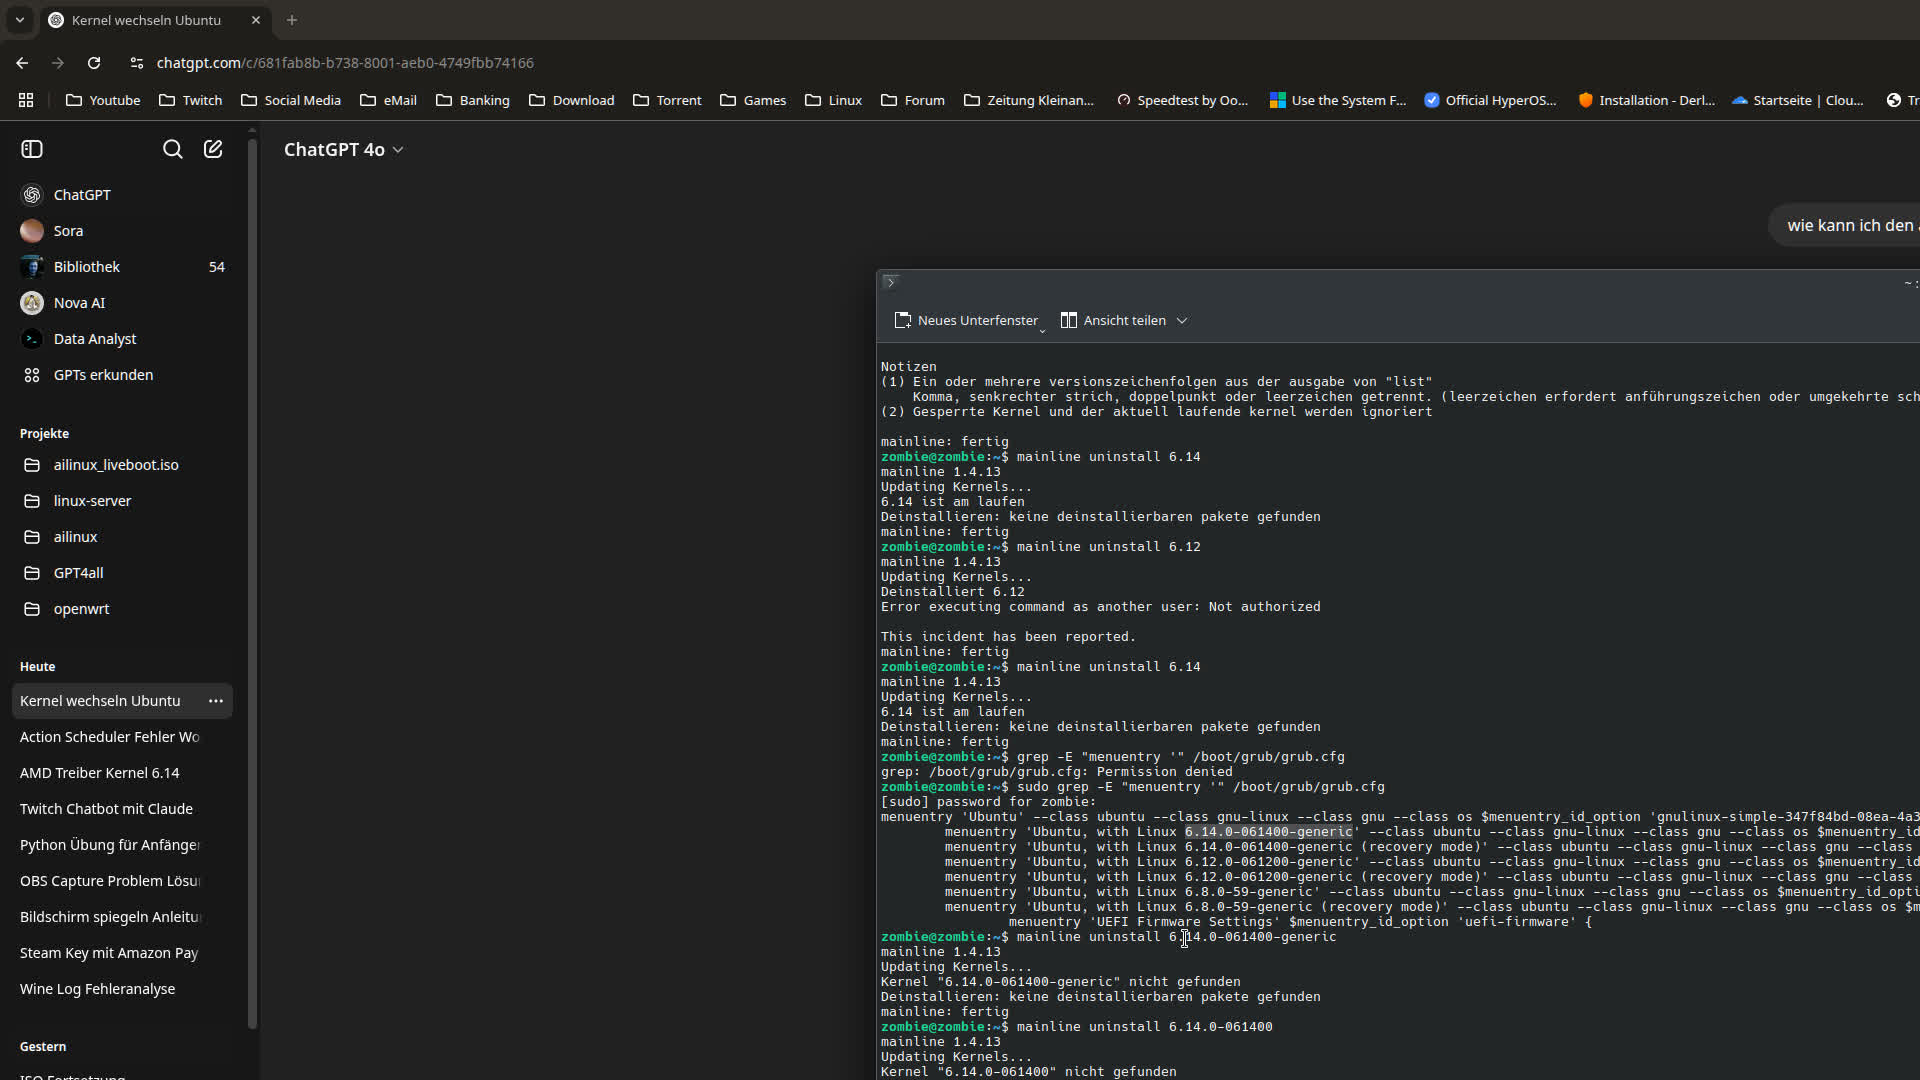 Kernel wechseln Ubuntu
chatgpt.com/c/681fab8b-b738-8001-aeb0-4749fbb74166
Youtube Twitch Social Media eMail Banking Download Torrent Games Linux Forum Zeitung Kleinan... Speedtest by Oo... Use the System F... Official HyperOS... Installation - Derl... Startseite | Clou... Tr
ChatGPT 4o
ChatGPT
Sora
Bibliothek 54
Nova AI
Data Analyst
GPTs erkunden
Projekte
ailinux_liveboot.iso
linux-server
ailinux
GPT4all
openwrt
Heute
Kernel wechseln Ubuntu
Action Scheduler Fehler Wo
AMD Treiber Kernel 6.14
Twitch Chatbot mit Claude
Python Übung für Anfänger
OBS Capture Problem Lösu
Bildschirm spiegeln Anleitu
Steam Key mit Amazon Pay
Wine Log Fehleranalyse
Gestern
ISO Fortsetzung
wie kann ich den
~ :
Neues Unterfenster Ansicht teilen
Notizen
(1) Ein oder mehrere versionszeichenfolgen aus der ausgabe von "list"
Komma, senkrechter strich, doppelpunkt oder leerzeichen getrennt. (leerzeichen erfordert anführungszeichen oder umgekehrte sch
(2) Gesperrte Kernel und der aktuell laufende kernel werden ignoriert
mainline: fertig
zombie@zombie:~$ mainline uninstall 6.14
mainline 1.4.13
Updating Kernels...
6.14 ist am laufen
Deinstallieren: keine deinstallierbaren pakete gefunden
mainline: fertig
zombie@zombie:~$ mainline uninstall 6.12
mainline 1.4.13
Updating Kernels...
Deinstalliert 6.12
Error executing command as another user: Not authorized
This incident has been reported.
mainline: fertig
zombie@zombie:~$ mainline uninstall 6.14
mainline 1.4.13
Updating Kernels...
6.14 ist am laufen
Deinstallieren: keine deinstallierbaren pakete gefunden
mainline: fertig
zombie@zombie:~$ grep -E "menuentry '" /boot/grub/grub.cfg
grep: /boot/grub/grub.cfg: Permission denied
zombie@zombie:~$ sudo grep -E "menuentry '" /boot/grub/grub.cfg
[sudo] password for zombie:
menuentry 'Ubuntu' --class ubuntu --class gnu-linux --class gnu --class os $menuentry_id_option 'gnulinux-simple-347f84bd-08ea-4a3
menuentry 'Ubuntu, with Linux 6.14.0-061400-generic' --class ubuntu --class gnu-linux --class gnu --class os $menuentry_id
menuentry 'Ubuntu, with Linux 6.14.0-061400-generic (recovery mode)' --class ubuntu --class gnu-linux --class gnu --class
menuentry 'Ubuntu, with Linux 6.12.0-061200-generic' --class ubuntu --class gnu-linux --class gnu --class os $menuentry_id
menuentry 'Ubuntu, with Linux 6.12.0-061200-generic (recovery mode)' --class ubuntu --class gnu-linux --class gnu --class
menuentry 'Ubuntu, with Linux 6.8.0-59-generic' --class ubuntu --class gnu-linux --class gnu --class os $menuentry_id_opti
menuentry 'Ubuntu, with Linux 6.8.0-59-generic (recovery mode)' --class ubuntu --class gnu-linux --class gnu --class os $m
menuentry 'UEFI Firmware Settings' $menuentry_id_option 'uefi-firmware' {
zombie@zombie:~$ mainline uninstall 6.14.0-061400-generic
mainline 1.4.13
Updating Kernels...
Kernel "6.14.0-061400-generic" nicht gefunden
Deinstallieren: keine deinstallierbaren pakete gefunden
mainline: fertig
zombie@zombie:~$ mainline uninstall 6.14.0-061400
mainline 1.4.13
Updating Kernels...
Kernel "6.14.0-061400" nicht gefunden